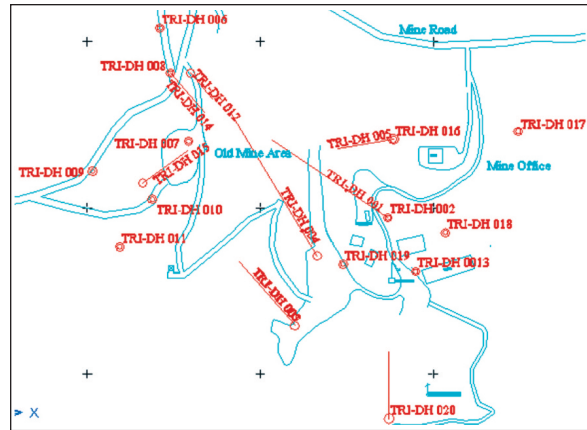 TRI-DH 006
Mine Road
TRI-DH 008
TRI-DH 012
TRI-DH 014
TRI-DH 017
TRI-DH 005
TRI-DH 016
TRI-DH 007
Old Mine Area
TRI-DH 015
Mine Office
TRI-DH 009
TRI-DH 001
TRI-DH 010
TRI-DH 002
TRI-DH 018
TRI-DH 011
TRI-DH 004
TRI-DH 019
TRI-DH 0013
TRI-DH 003
TRI-DH 020
X